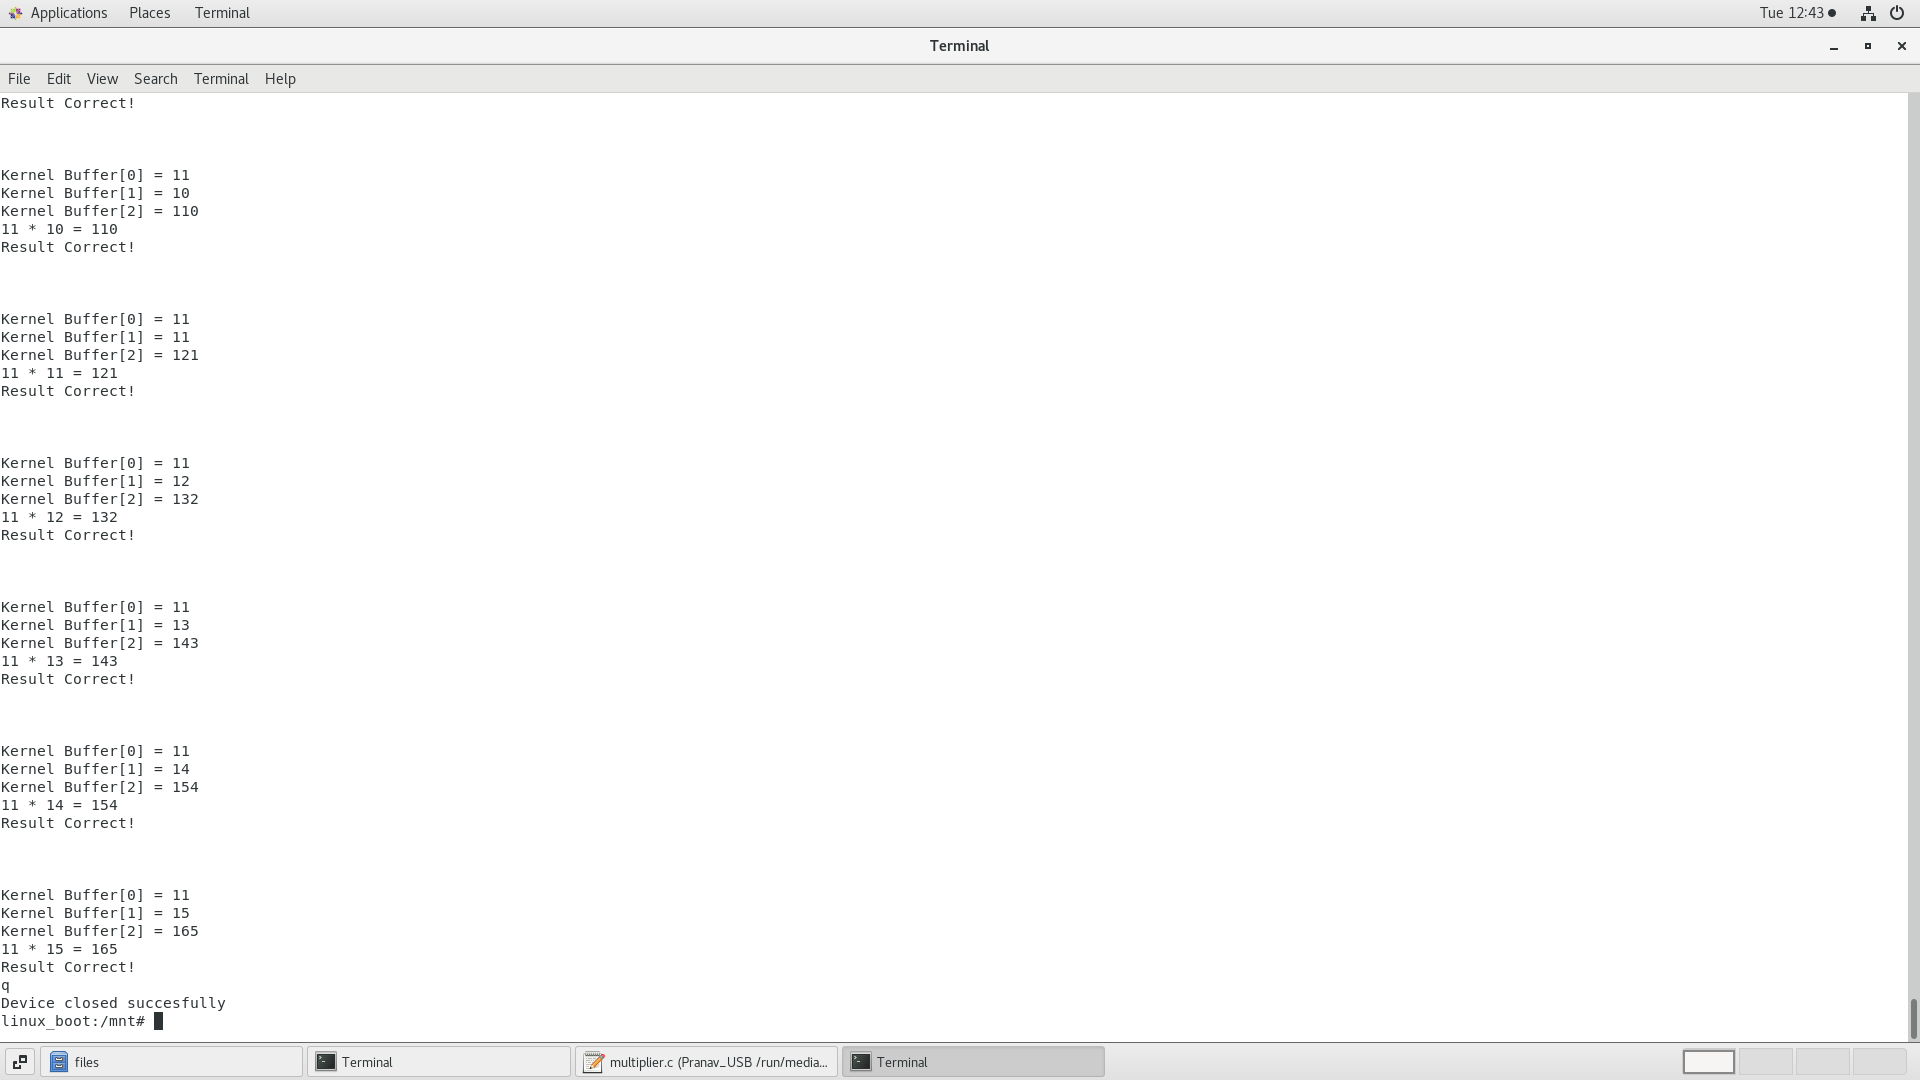 Applications Places Terminal Tue 12:43
Terminal
File Edit View Search Terminal Help
Result Correct!
Kernel Buffer[0] = 11
Kernel Buffer[1] = 10
Kernel Buffer[2] = 110
11 * 10 = 110
Result Correct!
Kernel Buffer[0] = 11
Kernel Buffer[1] = 11
Kernel Buffer[2] = 121
11 * 11 = 121
Result Correct!
Kernel Buffer[0] = 11
Kernel Buffer[1] = 12
Kernel Buffer[2] = 132
11 * 12 = 132
Result Correct!
Kernel Buffer[0] = 11
Kernel Buffer[1] = 13
Kernel Buffer[2] = 143
11 * 13 = 143
Result Correct!
Kernel Buffer[0] = 11
Kernel Buffer[1] = 14
Kernel Buffer[2] = 154
11 * 14 = 154
Result Correct!
Kernel Buffer[0] = 11
Kernel Buffer[1] = 15
Kernel Buffer[2] = 165
11 * 15 = 165
Result Correct!
q
Device closed succesfully
linux_boot:/mnt#
files Terminal multiplier.c (Pranav_USB /run/media... Terminal